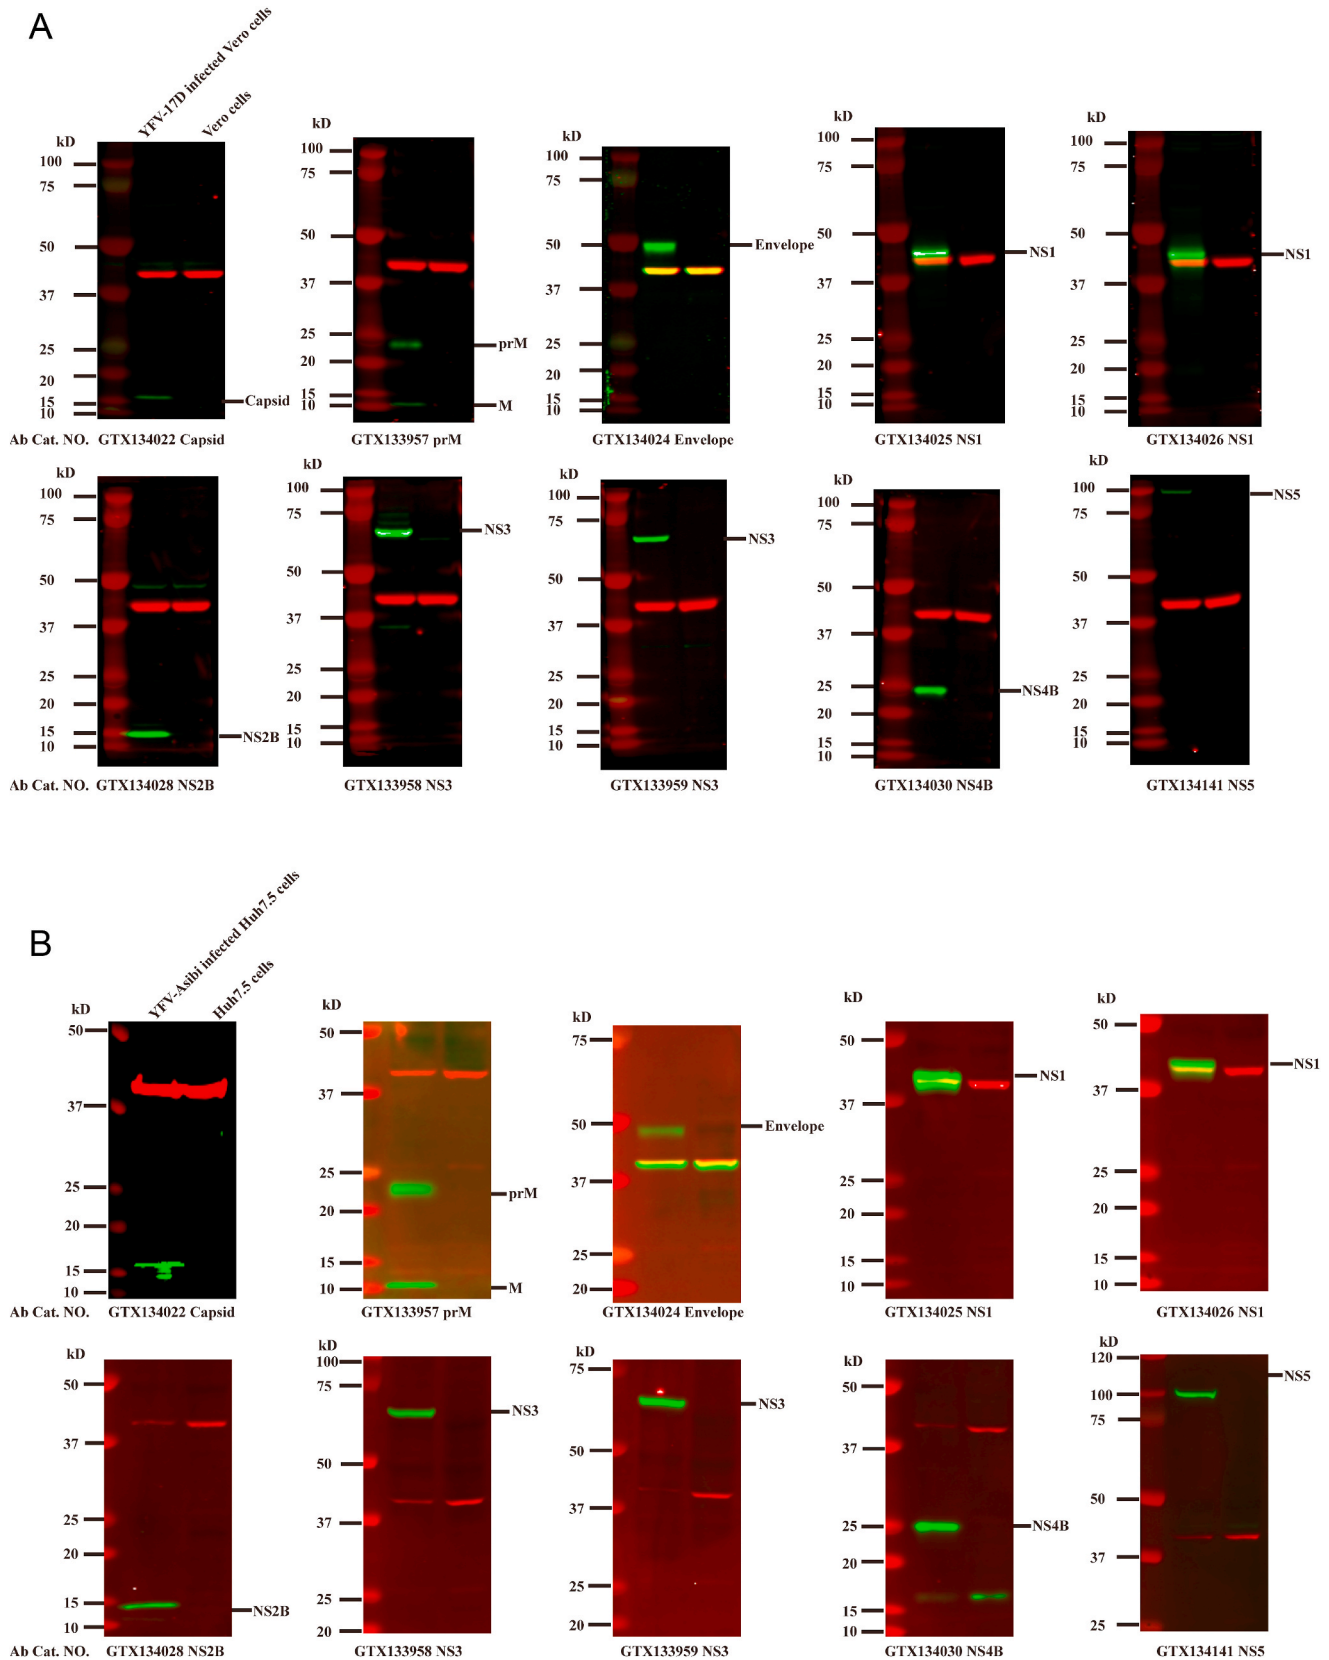 A
YFV-17D infected Vero cells
Vero cells
kD
100
75
50
37
25
20
15
10
Capsid
kD
100
75
50
37
25
20
15
10
prM
M
kD
100
75
50
37
25
20
15
10
Envelope
kD
100
75
50
37
25
20
15
10
NS1
kD
100
75
50
37
25
20
15
10
NS1
Ab Cat. NO. GTX134022 Capsid GTX133957 prM GTX134024 Envelope GTX134025 NS1 GTX134026 NS1
kD
100
75
50
37
25
20
15
10
NS2B
kD
100
75
50
37
25
20
15
10
NS3
kD
100
75
50
37
25
20
15
10
NS3
kD
100
75
50
37
25
20
15
10
NS4B
kD
100
75
50
37
25
20
15
10
NS5
Ab Cat. NO. GTX134028 NS2B GTX133958 NS3 GTX133959 NS3 GTX134030 NS4B GTX134141 NS5
B
YFV-Asibi infected Huh7.5 cells
Huh7.5 cells
kD
50
37
25
20
15
10
kD
50
37
25
20
15
10
prM
M
kD
75
50
37
25
20
Envelope
kD
50
37
25
20
15
10
NS1
kD
50
37
25
20
15
10
NS1
Ab Cat. NO. GTX134022 Capsid GTX133957 prM GTX134024 Envelope GTX134025 NS1 GTX134026 NS1
kD
50
37
25
20
15
10
NS2B
kD
100
75
50
37
25
20
NS3
kD
75
50
37
25
20
NS3
kD
50
37
25
20
15
10
NS4B
kD
120
100
75
50
37
25
NS5
Ab Cat. NO. GTX134028 NS2B GTX133958 NS3 GTX133959 NS3 GTX134030 NS4B GTX134141 NS5